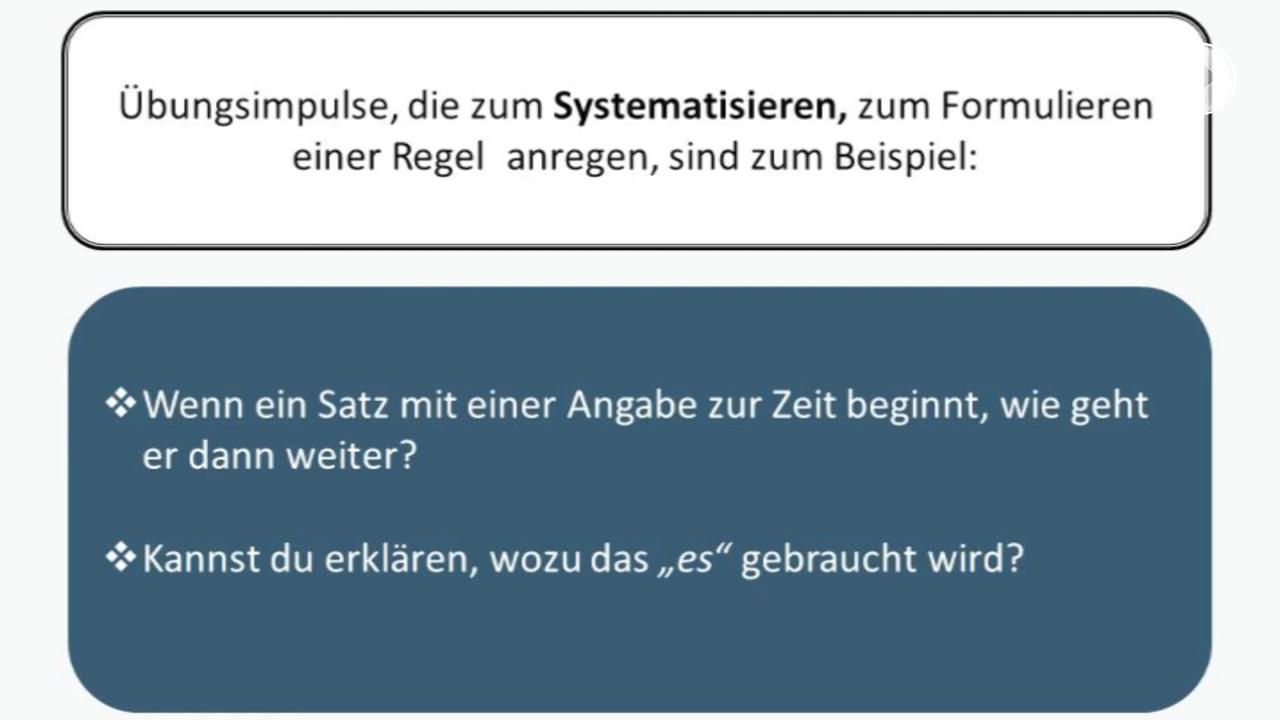 Übungsimpulse, die zum Systematisieren, zum Formulieren
einer Regel  anregen, sind zum Beispiel:
❖Wenn ein Satz mit einer Angabe zur Zeit beginnt, wie geht
er dann weiter?
❖Kannst du erklären, wozu das „es“ gebraucht wird?